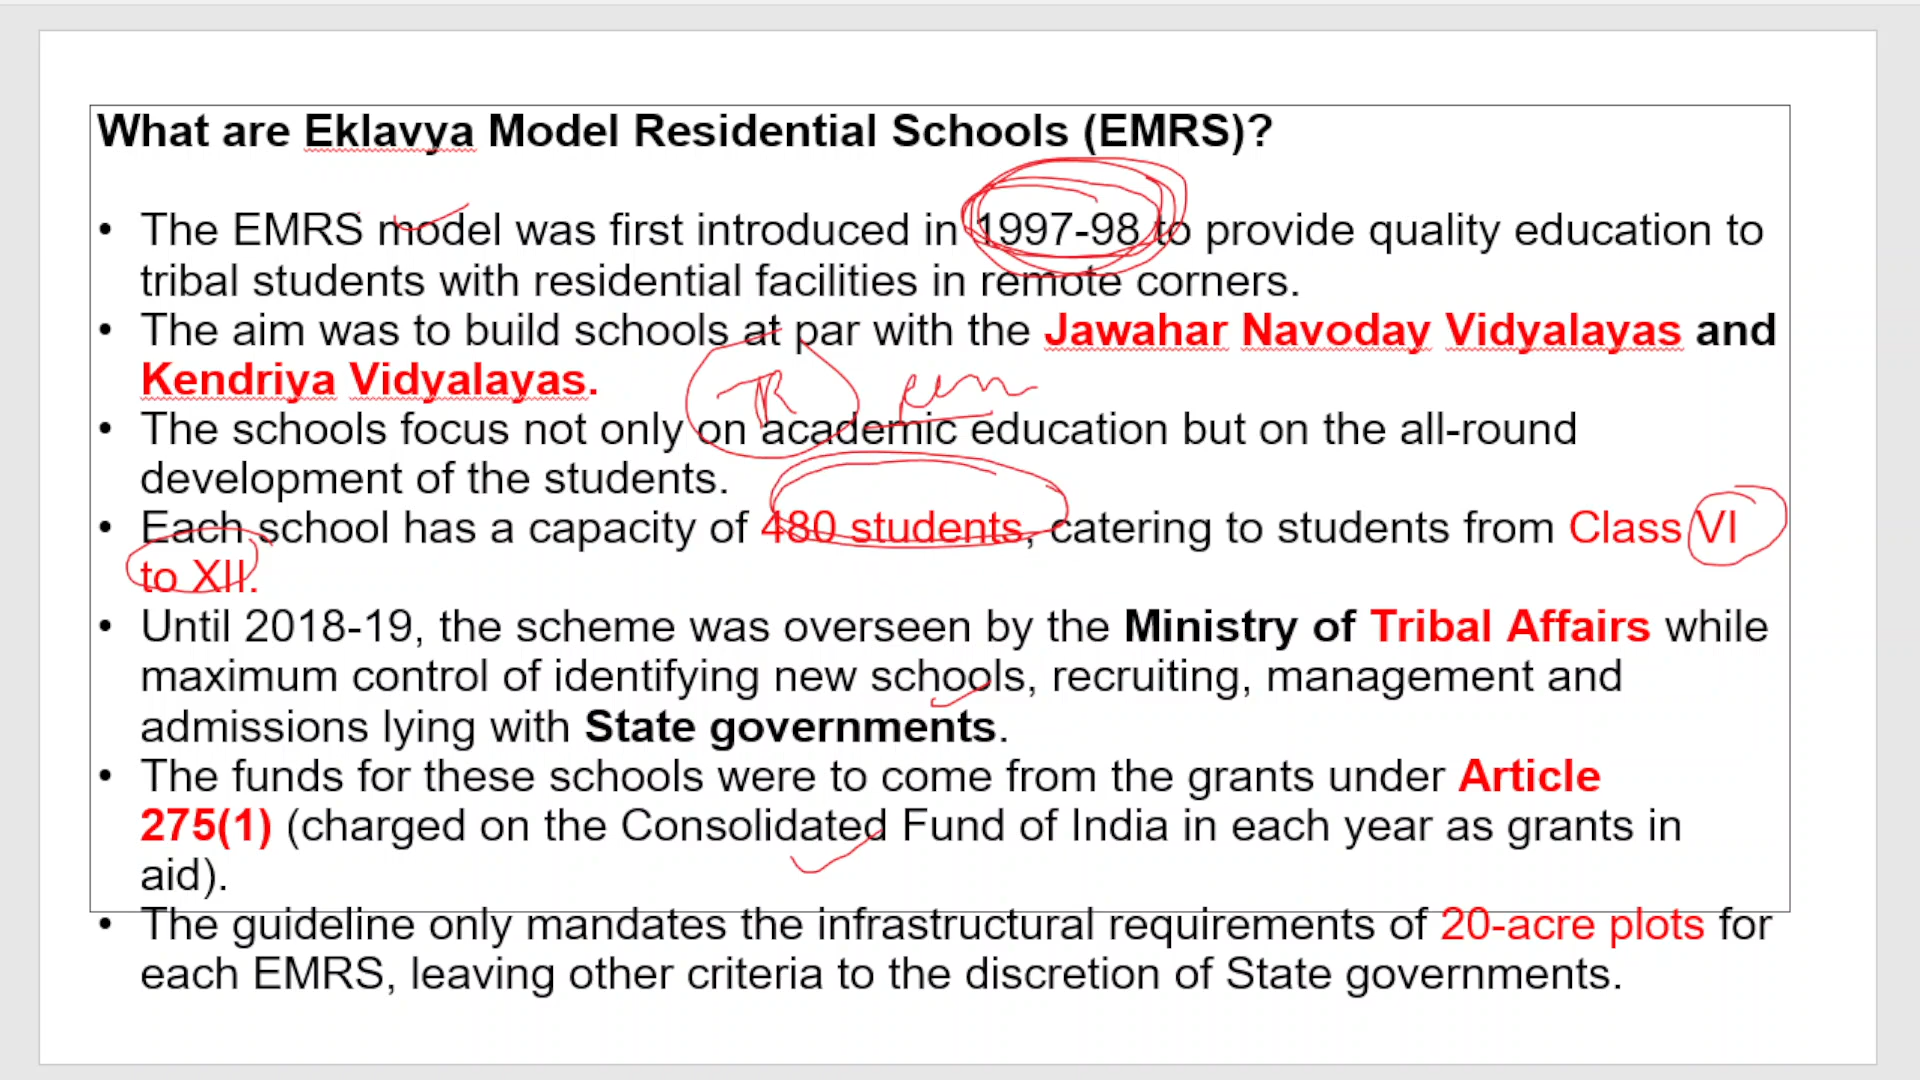 What are Eklavya Model Residential Schools (EMRS)?
• The EMRS model was first introduced in 1997-98 to provide quality education to
tribal students with residential facilities in remote corners.
• The aim was to build schools at par with the Jawahar Navoday Vidyalayas and
Kendriya Vidyalayas.
• The schools focus not only on academic education but on the all-round
development of the students.
• Each school has a capacity of 480 students, catering to students from Class VI
to XII.
• Until 2018-19, the scheme was overseen by the Ministry of Tribal Affairs while
maximum control of identifying new schools, recruiting, management and
admissions lying with State governments.
• The funds for these schools were to come from the grants under Article
275(1) (charged on the Consolidated Fund of India in each year as grants in
aid).
• The guideline only mandates the infrastructural requirements of 20-acre plots for
each EMRS, leaving other criteria to the discretion of State governments.